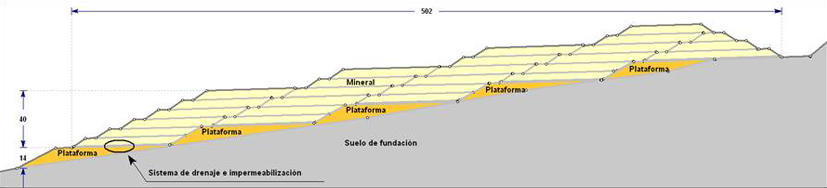 502
Mineral
Plataforma
Plataforma
Plataforma
40
Plataforma
Suelo de fundación
14
Plataforma
Sistema de drenaje e impermeabilización